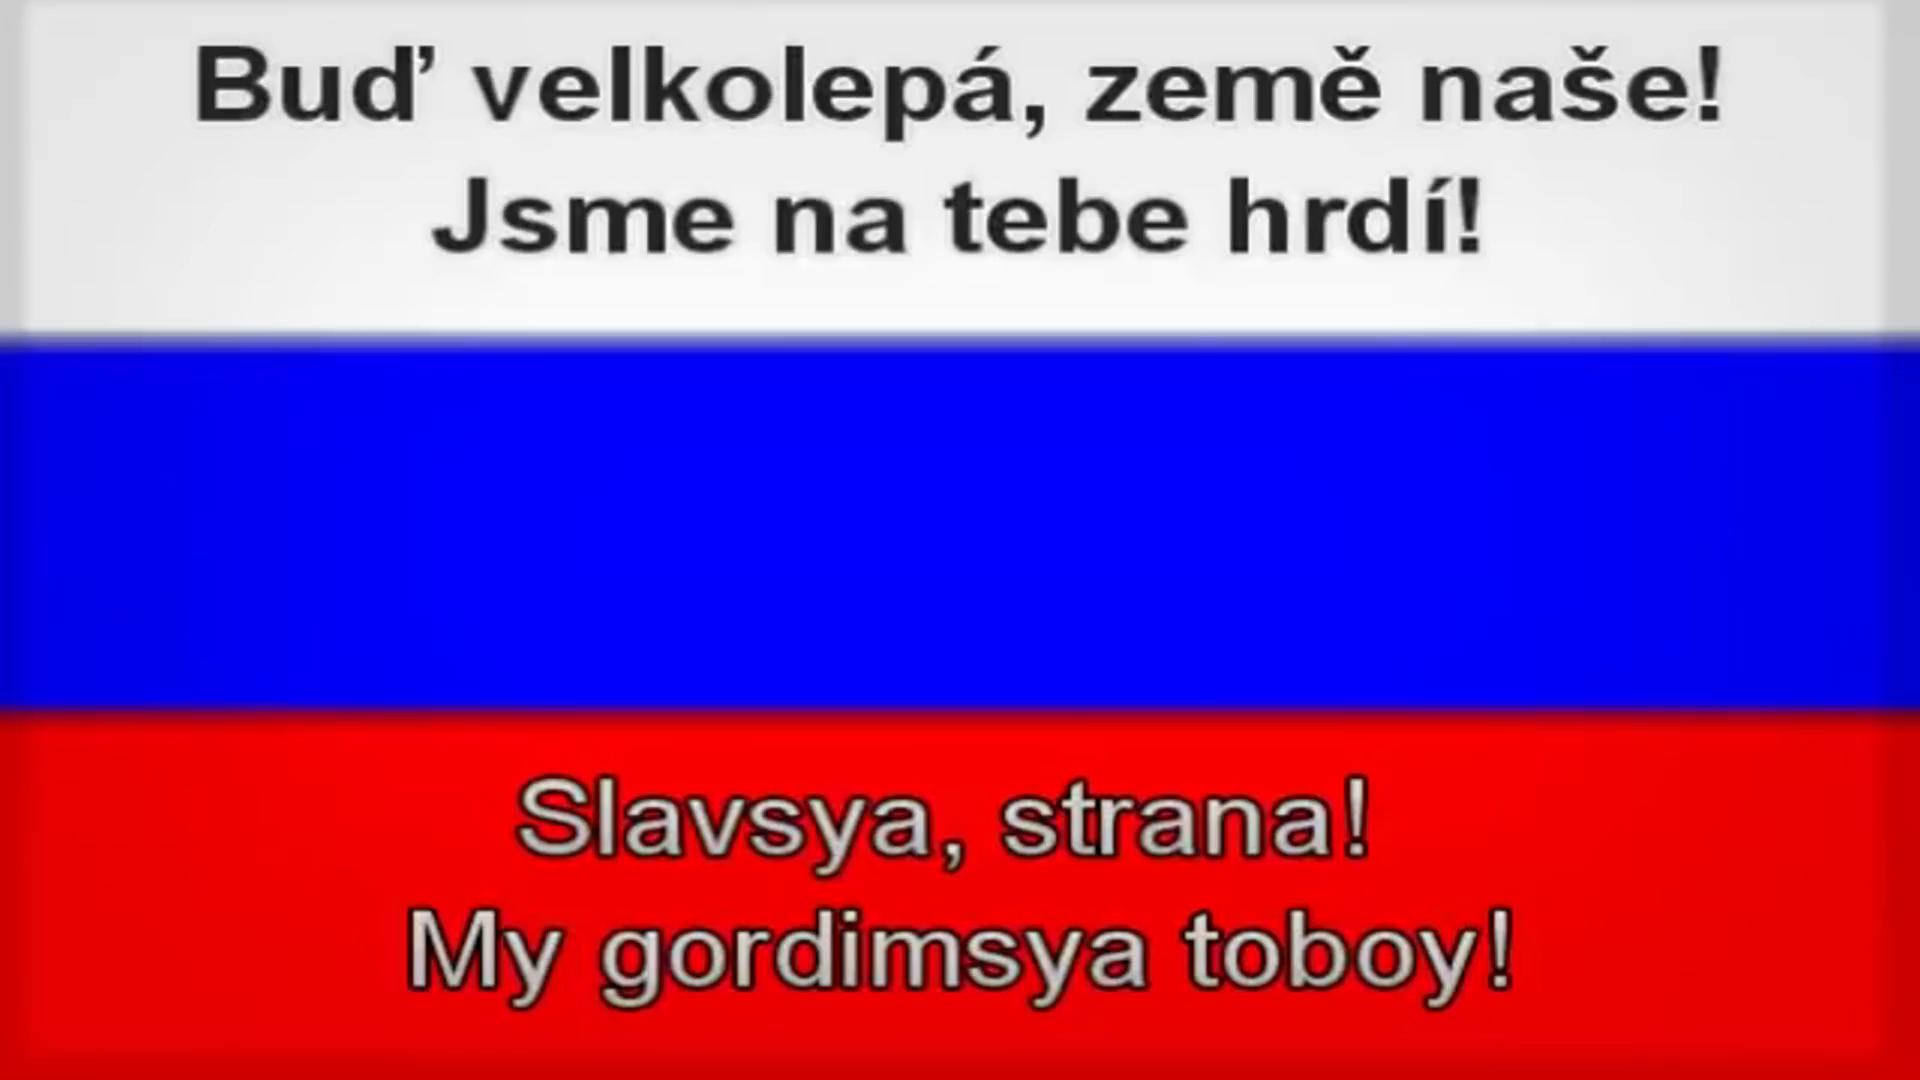 Buď velkolepá, země naše!
Jsme na tebe hrdí!
Slavsya, strana!
My gordimsya toboy!